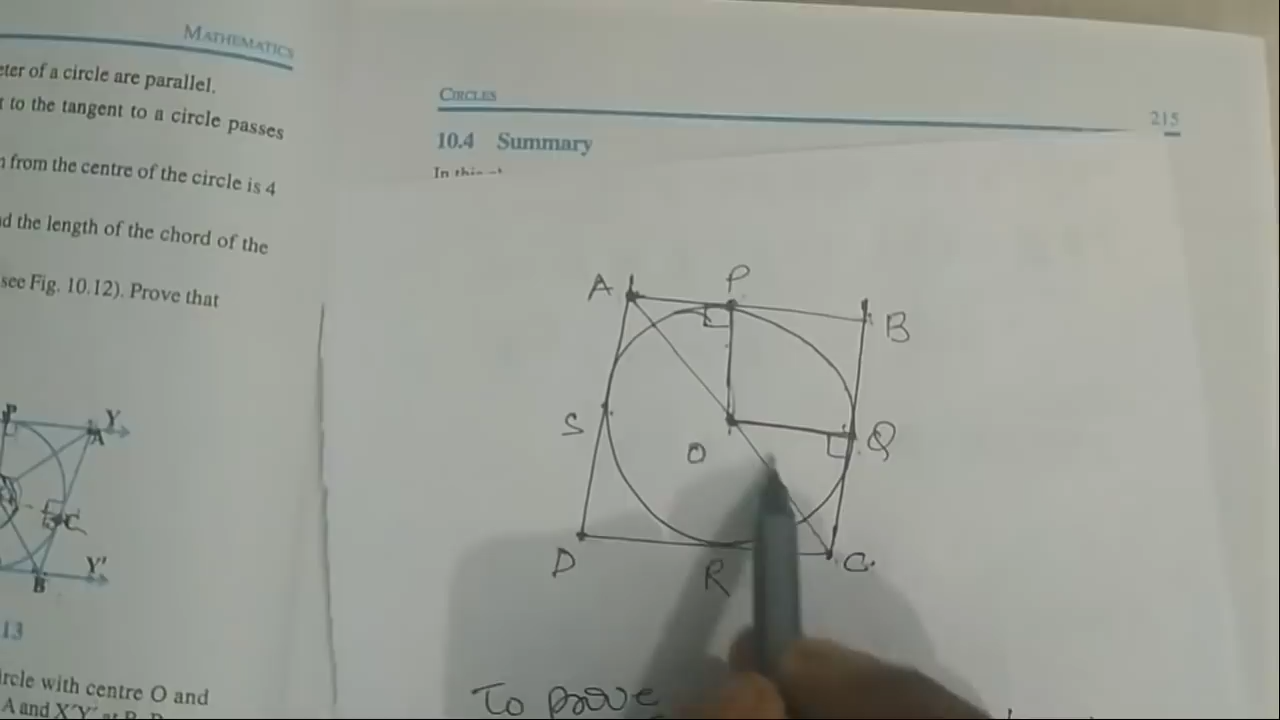 MATHEMATICS
eter of a circle are parallel.
t to the tangent to a circle passes
from the centre of the circle is 4
d the length of the chord of the
see Fig. 10.12). Prove that
P Y
A
C
Y'
B
13
ircle with centre O and
A and X'Y' at B
CIRCLES
215
10.4 Summary
In this
A P
B
S
O
Q
D
R
C
To prove